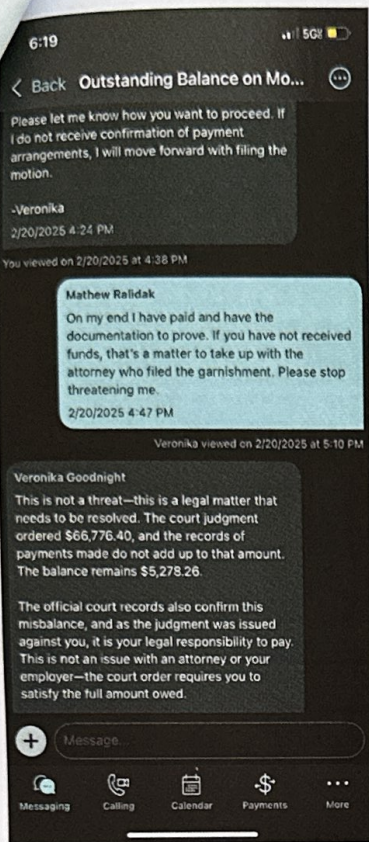 6:19
5G
Back Outstanding Balance on Mo...
Please let me know how you want to proceed. If
I do not receive confirmation of payment
arrangements, I will move forward with filing the
motion.
-Veronika
2/20/2025 4:24 PM
You viewed on 2/20/2025 at 4:38 PM
Mathew Ralidak
On my end I have paid and have the
documentation to prove. If you have not received
funds, that's a matter to take up with the
attorney who filed the garnishment. Please stop
threatening me.
2/20/2025 4:47 PM
Veronika viewed on 2/20/2025 at 5:10 PM
Veronika Goodnight
This is not a threat—this is a legal matter that
needs to be resolved. The court judgment
ordered $66,776.40, and the records of
payments made do not add up to that amount.
The balance remains $5,278.26.
The official court records also confirm this
misbalance, and as the judgment was issued
against you, it is your legal responsibility to pay.
This is not an issue with an attorney or your
employer—the court order requires you to
satisfy the full amount owed.
Message...
Messaging Calling Calendar Payments More